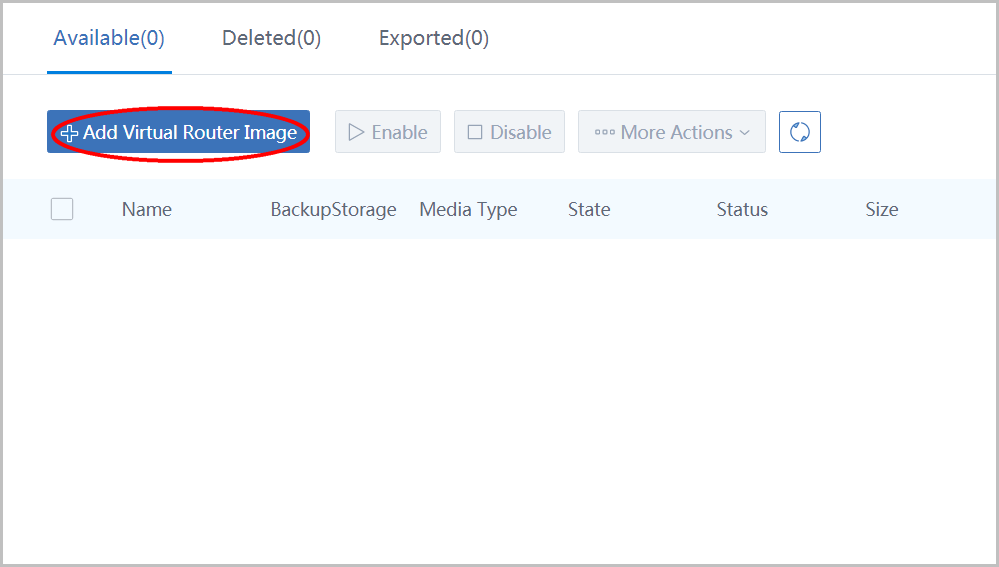 Available(0) Deleted(0) Exported(0)
Add Virtual Router Image Enable Disable More Actions
Name BackupStorage Media Type State Status Size